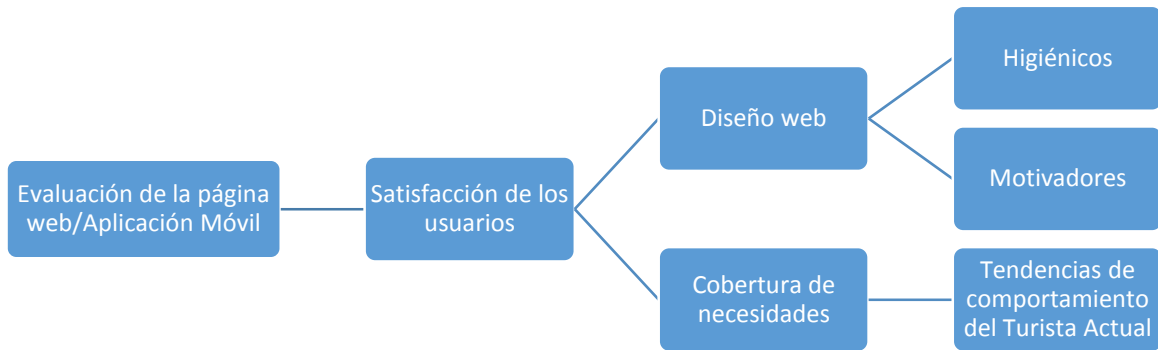 Evaluación de la página
web/Aplicación Móvil
Satisfacción de los
usuarios
Diseño web
Higiénicos
Motivadores
Cobertura de
necesidades
Tendencias de
comportamiento
del Turista Actual